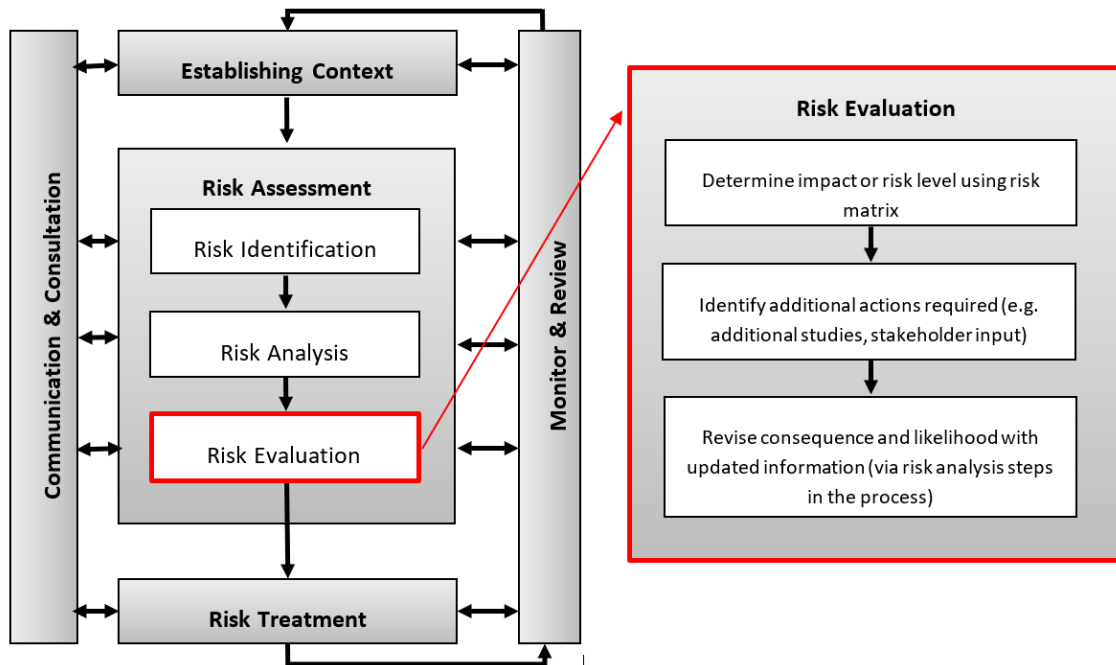 Establishing Context
Communication & Consultation
Risk Assessment
Risk Identification
Risk Analysis
Risk Evaluation
Risk Treatment
Monitor & Review
Risk Evaluation
Determine impact or risk level using risk
matrix
Identify additional actions required (e.g.
additional studies, stakeholder input)
Revise consequence and likelihood with
updated information (via risk analysis steps
in the process)